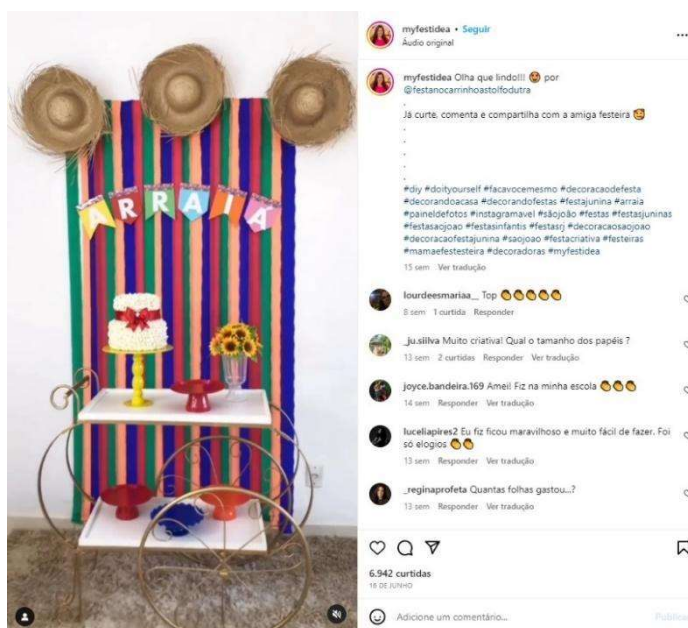 ARRAIÁ
myfestidea • Seguir
Áudio original
myfestidea Olha que lindo!!! 😍 por
@festanocarrinhoastolfodutra
.
Já curte, comenta e compartilha com a amiga festeira 🥰
.
.
.
.
.
#diy #doityourself #facavocemesmo #decoracaodefesta
#decorandoacasa #decorandofestas #festajunina #arraia
#paineldefotos #instagramavel #sãojoão #festas #festasjuninas
#festasaojoao #festasinfantis #festasrj #decoracaosaojoao
#decoracaofestajunina #saojoao #festacriativa #festeiras
#mamaefestesteira #decoradoras #myfestidea
15 sem Ver tradução
lourdeesmariaa__ Top 👏👏👏👏👏
8 sem 1 curtida Responder
_ju.siilva Muito criativa! Qual o tamanho dos papéis ?
13 sem 2 curtidas Responder Ver tradução
joyce.bandeira.169 Amei! Fiz na minha escola 👏👏👏
14 sem Responder Ver tradução
luceliapires2 Eu fiz ficou maravilhoso e muito fácil de fazer. Foi
só elogios 👏👏
13 sem Responder Ver tradução
_reginaprofeta Quantas folhas gastou...?
13 sem Responder Ver tradução
6.942 curtidas
16 DE JUNHO
Adicione um comentário...
Publicar